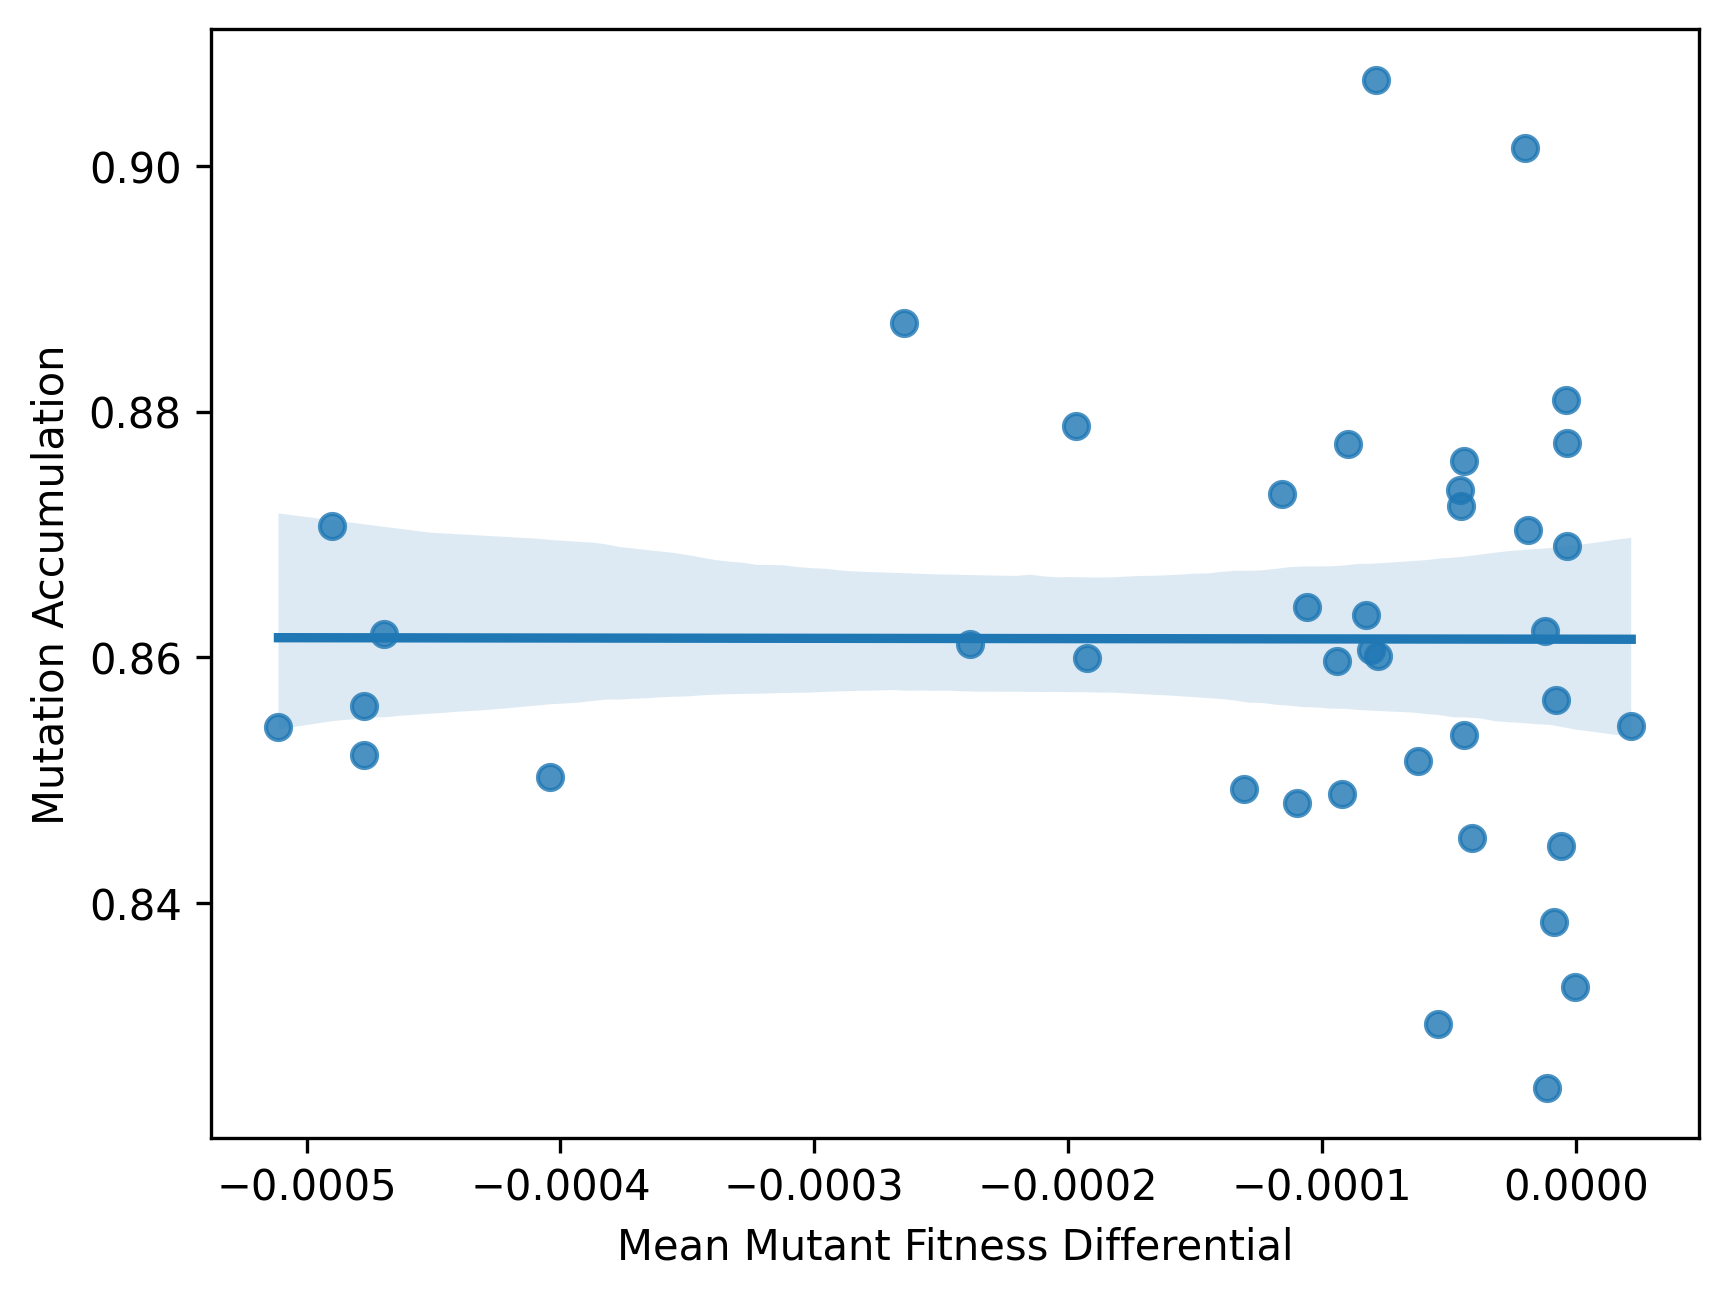 Mutation Accumulation
0.90
0.88
0.86
0.84
−0.0005 −0.0004 −0.0003 −0.0002 −0.0001 0.0000
Mean Mutant Fitness Differential